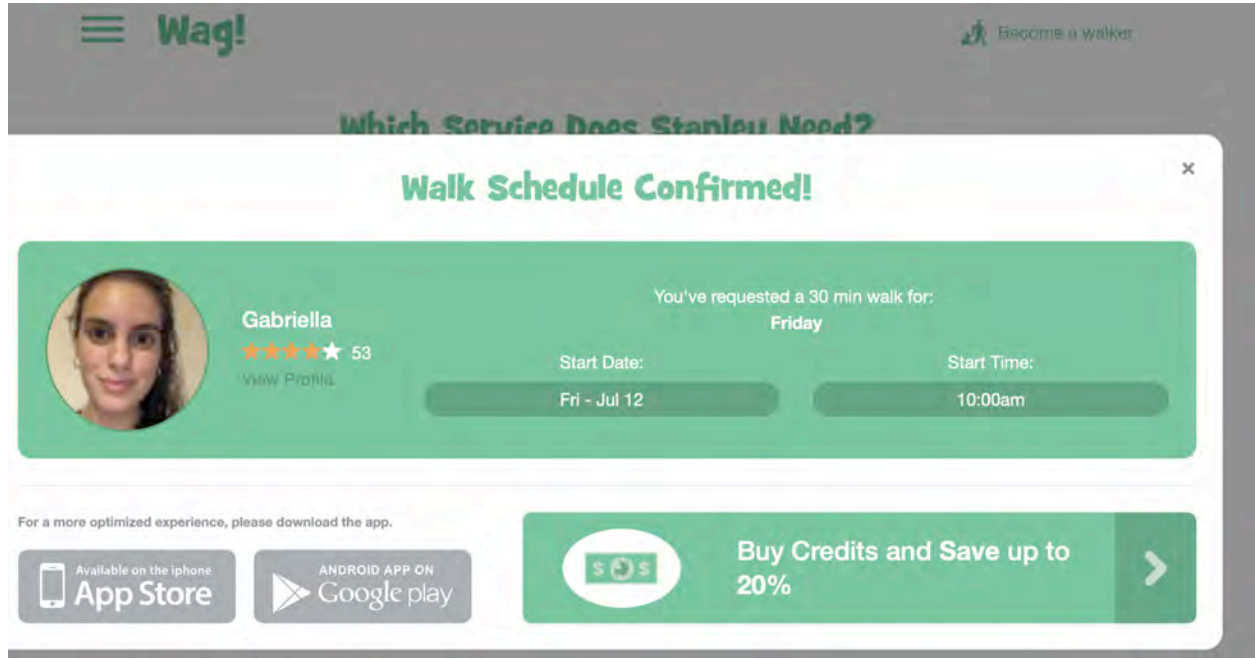 Wag!
Become a walker
Which Service Does Stanley Need?
Walk Schedule Confirmed!
×
Gabriella
53
View Profile
You've requested a 30 min walk for:
Friday
Start Date:
Start Time:
Fri - Jul 12
10:00am
For a more optimized experience, please download the app.
Available on the iphone
App Store
ANDROID APP ON
Google play
$ $
Buy Credits and Save up to
20%